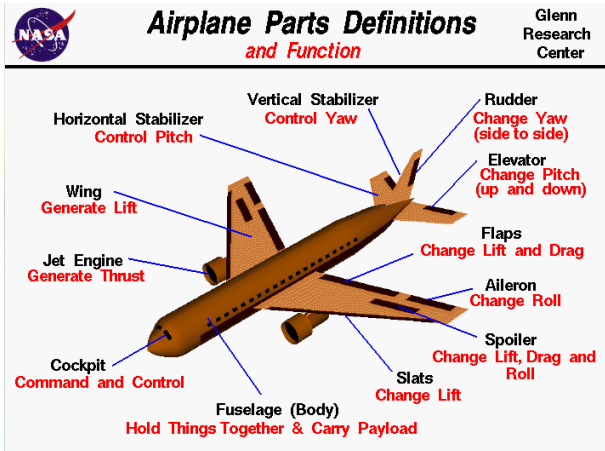 NASA
Airplane Parts Definitions
and Function
Glenn
Research
Center
Vertical Stabilizer
Control Yaw
Rudder
Change Yaw
(side to side)
Horizontal Stabilizer
Control Pitch
Elevator
Change Pitch
(up and down)
Wing
Generate Lift
Flaps
Change Lift and Drag
Jet Engine
Generate Thrust
Aileron
Change Roll
Spoiler
Change Lift, Drag and
Roll
Cockpit
Command and Control
Slats
Change Lift
Fuselage (Body)
Hold Things Together & Carry Payload